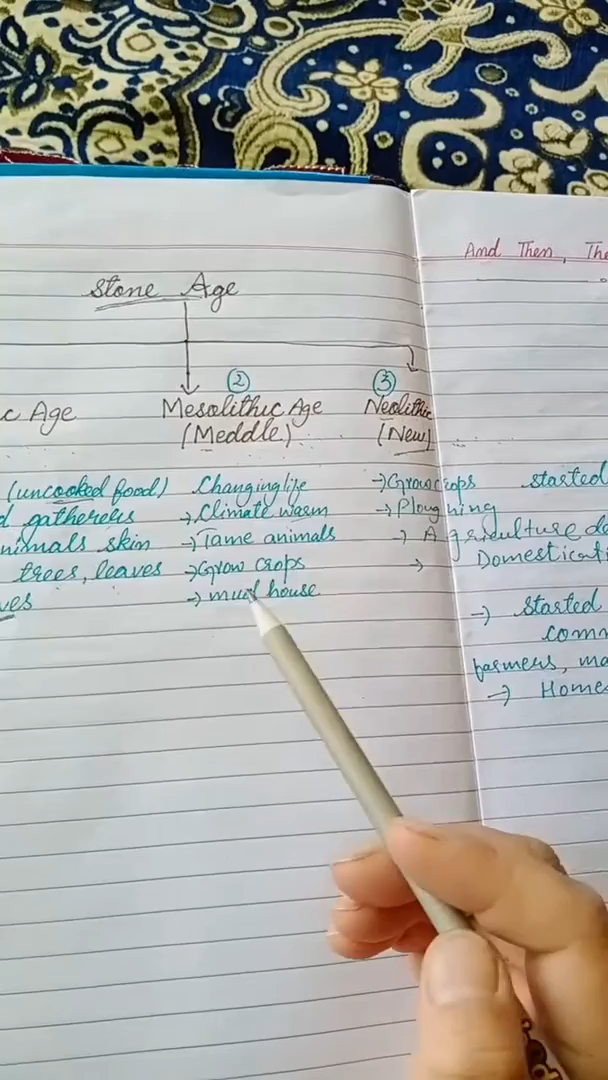 And Then, The
Stone Age
②
③
c Age
Mesolithic Age
(Meddle)
Neolithic
(New)
(uncooked food)
d gatherers
nimals skin
trees, leaves
ves
Changing life
→ Climate warm
→ Tame animals
→ Grow crops
→ mud house
→ Grow crops started
→ Ploughing
→ Agriculture de
→ Domesticati
→ started
comm
farmers, ma
→ Homes